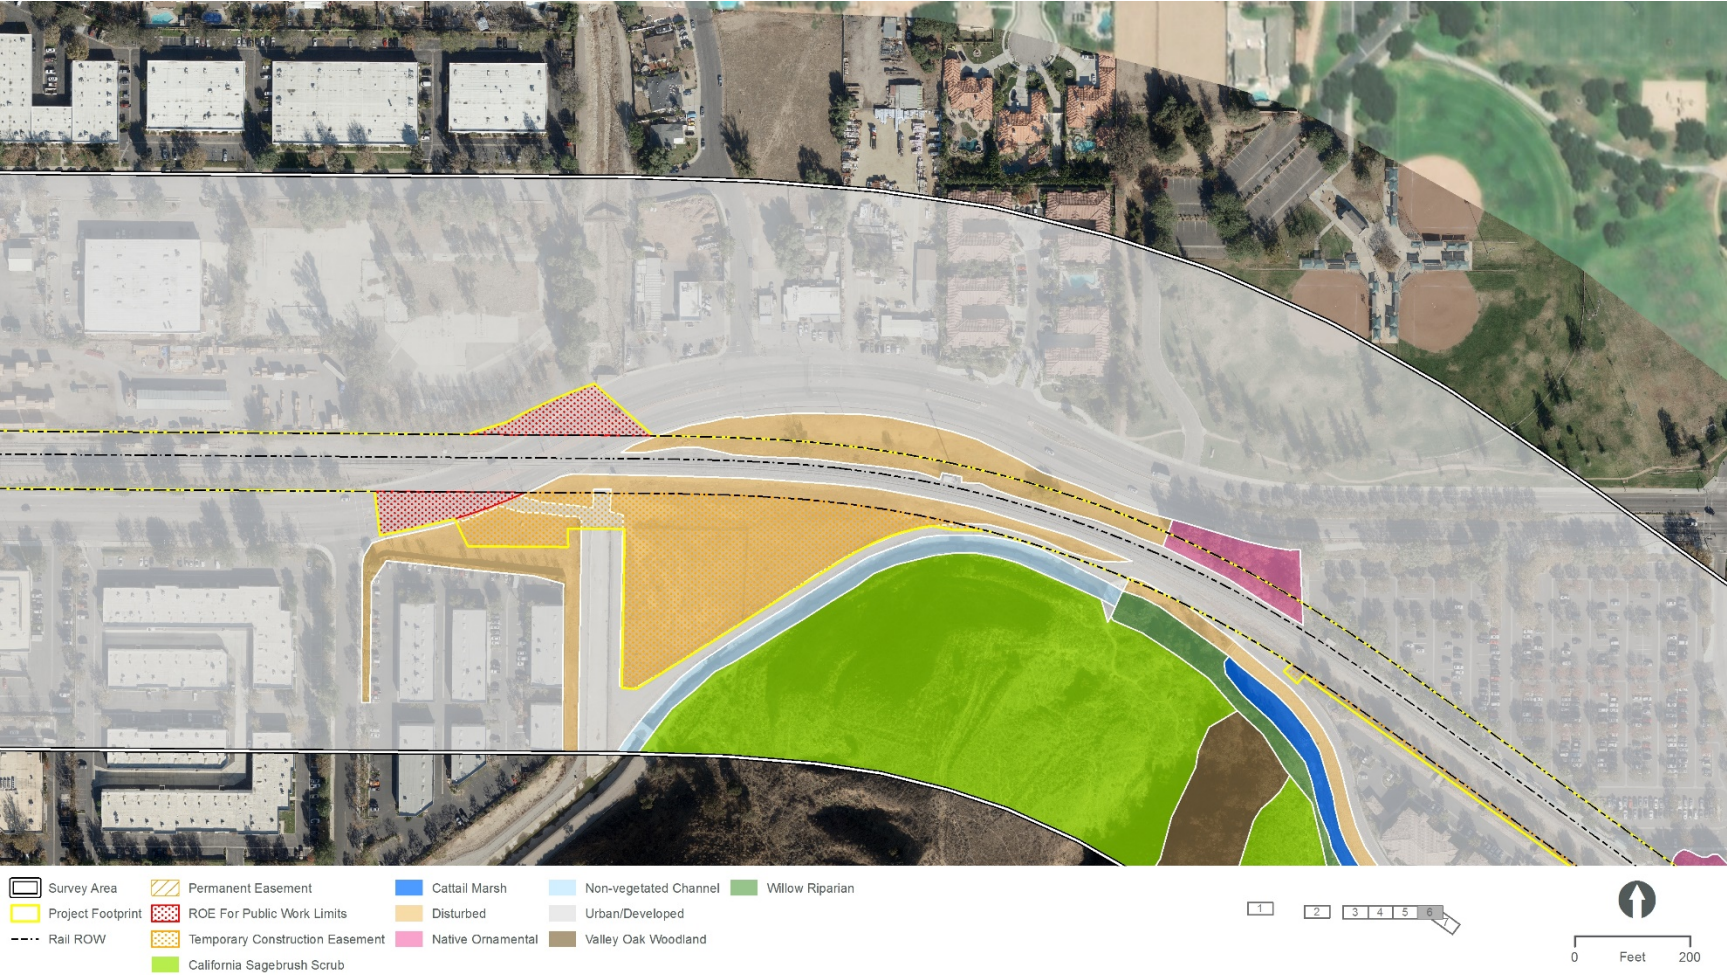 Survey Area
Project Footprint
Rail ROW
Permanent Easement
ROE For Public Work Limits
Temporary Construction Easement
California Sagebrush Scrub
Cattail Marsh
Disturbed
Native Ornamental
Non-vegetated Channel
Urban/Developed
Valley Oak Woodland
Willow Riparian
1
2
3
4
5
6
7
0 Feet 200